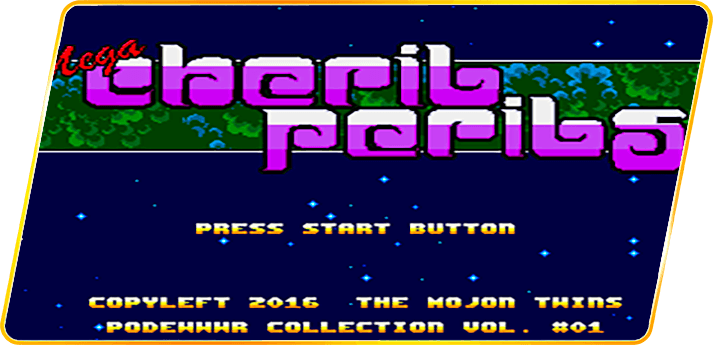 Mega
cheril
perils
PRESS START BUTTON
COPYLEFT 2016 THE MOJON TWINS
PODEWWWR COLLECTION VOL. #01